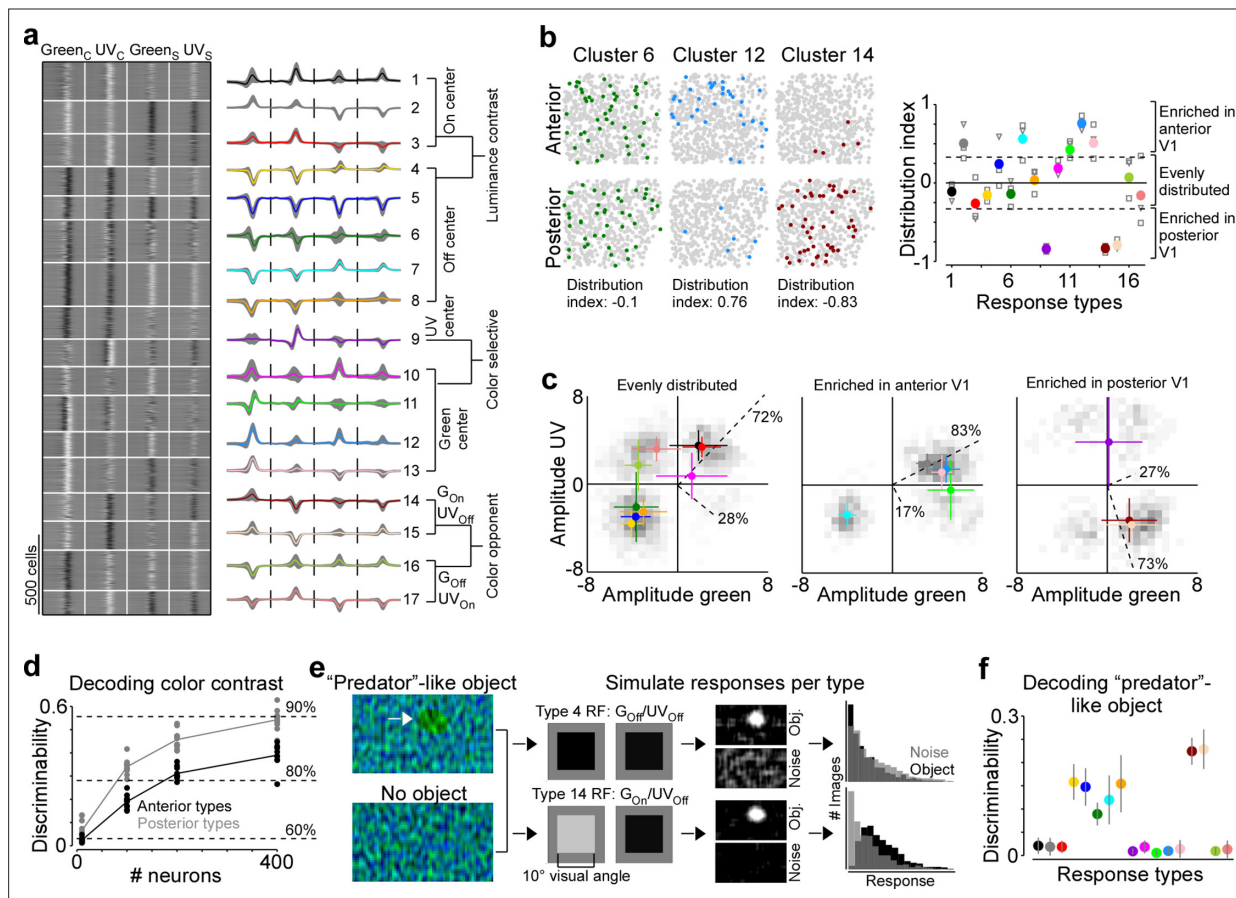 a
Green_C UV_C Green_S UV_S
500 cells
1
2
3
4
5
6
7
8
9
10
11
12
13
14
15
16
17
On center
Off center
UV center
Green center
G_On UV_Off
G_Off UV_On
Luminance contrast
Color selective
Color opponent
b
Cluster 6 Cluster 12 Cluster 14
Anterior
Posterior
Distribution index: -0.1
Distribution index: 0.76
Distribution index: -0.83
Distribution index
1
0
-1
1 6 11 16
Response types
Enriched in anterior V1
Evenly distributed
Enriched in posterior V1
c
Evenly distributed
Enriched in anterior V1
Enriched in posterior V1
Amplitude UV
8
0
-8
72%
28%
83%
17%
27%
73%
-8 8
-8 8
-8 8
Amplitude green
Amplitude green
Amplitude green
d
Decoding color contrast
Discriminability
0.6
0
90%
80%
60%
Anterior types
Posterior types
0 400
# neurons
e
"Predator"-like object
No object
Simulate responses per type
Type 4 RF: G_Off/UV_Off
Type 14 RF: G_On/UV_Off
10° visual angle
Obj.
Noise
Obj.
Noise
# Images
Noise
Object
Response
f
Decoding "predator"-
like object
Discriminability
0.3
0
Response types